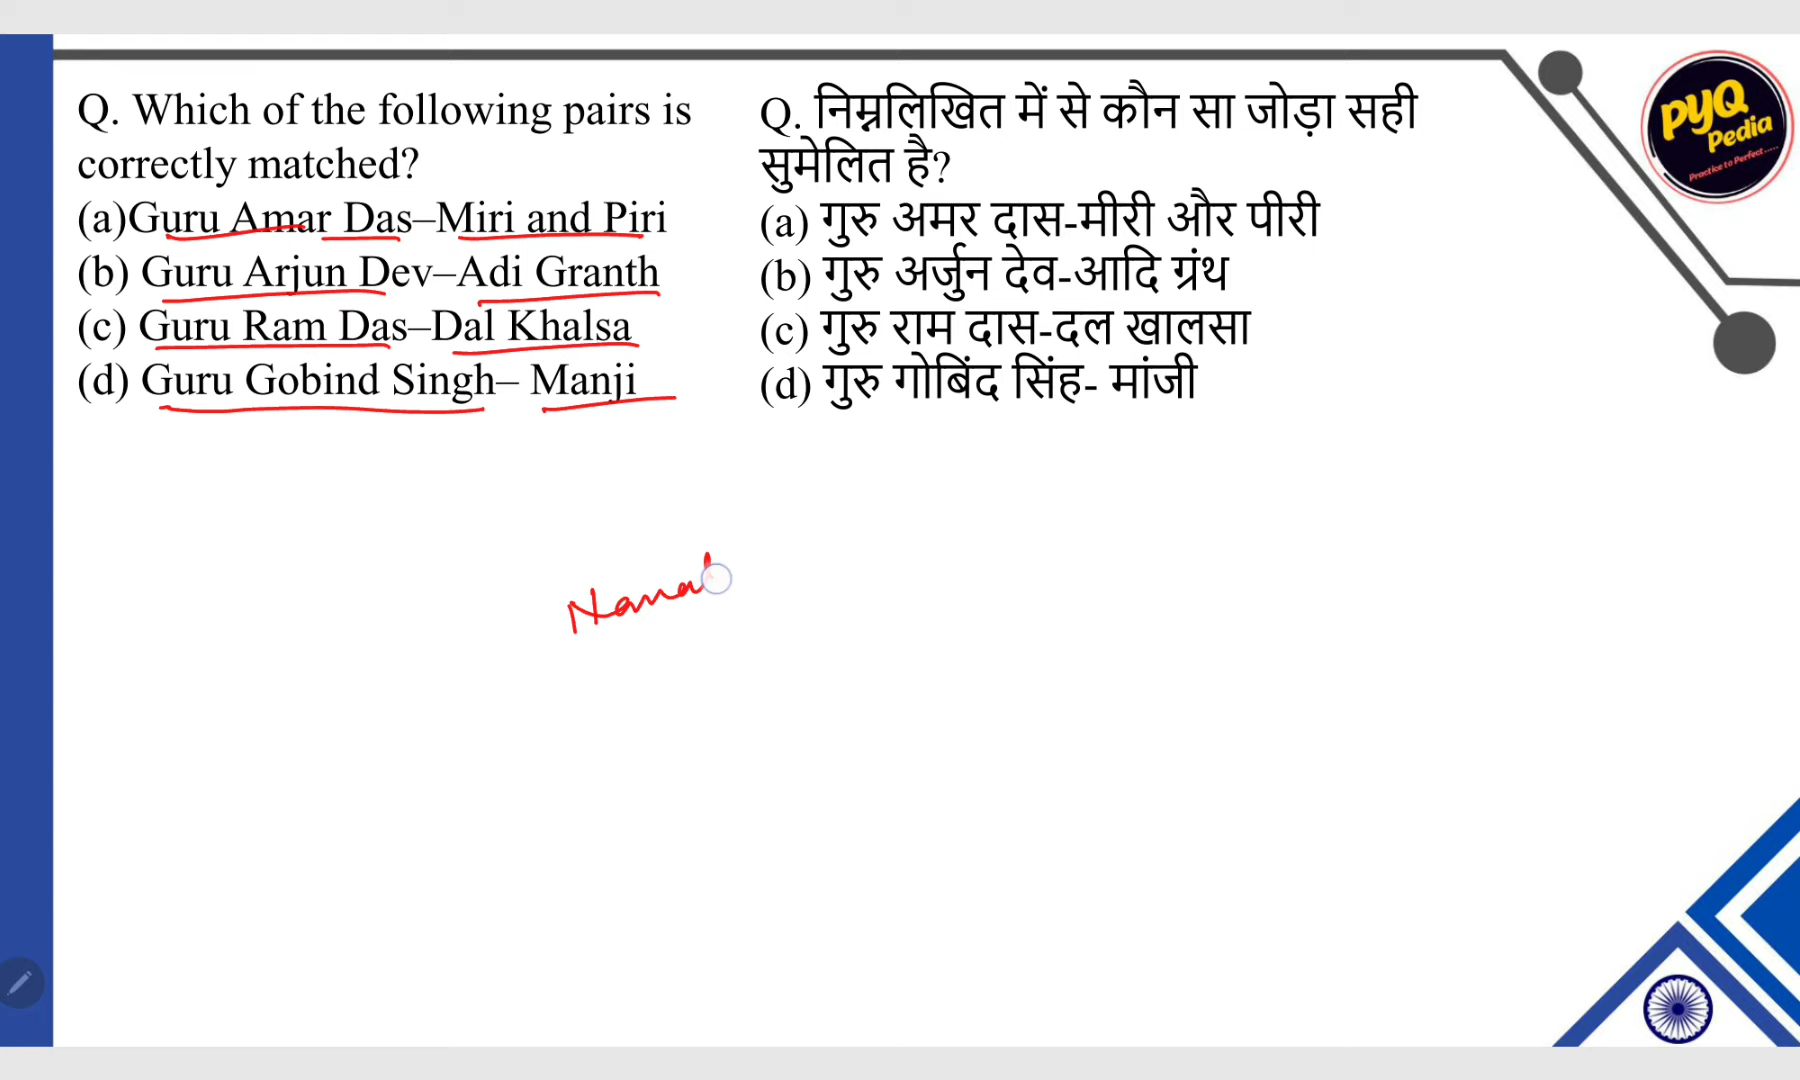 Q. Which of the following pairs is
correctly matched?
(a)Guru Amar Das–Miri and Piri
(b) Guru Arjun Dev–Adi Granth
(c) Guru Ram Das–Dal Khalsa
(d) Guru Gobind Singh– Manji
Q. निम्नलिखित में से कौन सा जोड़ा सही
सुमेलित है?
(a) गुरु अमर दास-मीरी और पीरी
(b) गुरु अर्जुन देव-आदि ग्रंथ
(c) गुरु राम दास-दल खालसा
(d) गुरु गोबिंद सिंह- मांजी
PYQ
Pedia
Practice to Perfect.....